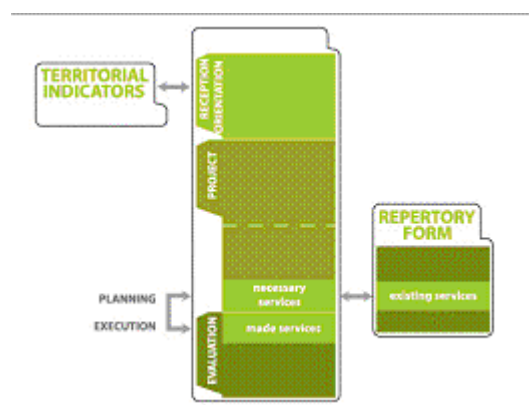 TERRITORIAL
INDICATORS
RECEPTION
ORIENTATION
PROJECT
REPERTORY
FORM
necessary
services
existing services
PLANNING
EXECUTION
made services
EVALUATION